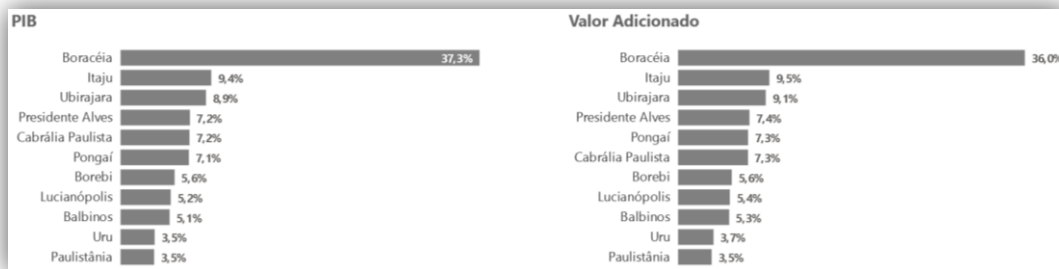 PIB
Boracéia 37,3%
Itaju 9,4%
Ubirajara 8,9%
Presidente Alves 7,2%
Cabrália Paulista 7,2%
Pongaí 7,1%
Borebi 5,6%
Lucianópolis 5,2%
Balbinos 5,1%
Uru 3,5%
Paulistânia 3,5%
Valor Adicionado
Boracéia 36,0%
Itaju 9,5%
Ubirajara 9,1%
Presidente Alves 7,4%
Pongaí 7,3%
Cabrália Paulista 7,3%
Borebi 5,6%
Lucianópolis 5,4%
Balbinos 5,3%
Uru 3,7%
Paulistânia 3,5%